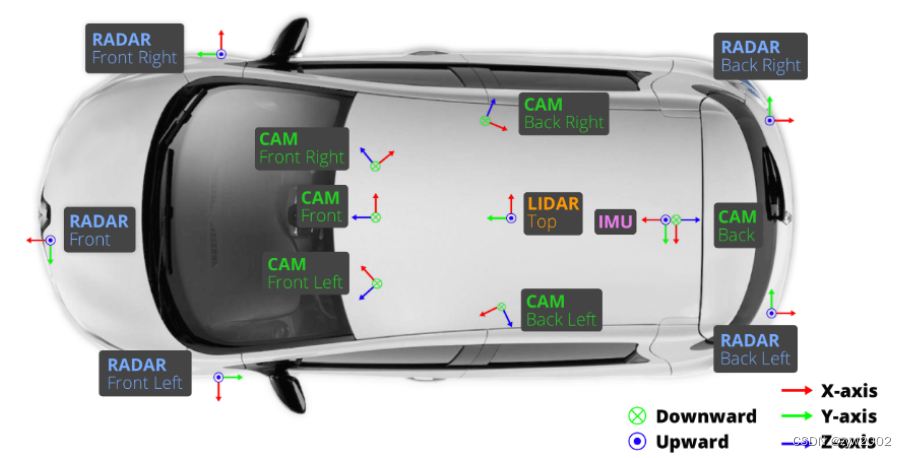 RADAR
Front Right
RADAR
Back Right
CAM
Back Right
CAM
Front Right
CAM
Front
LIDAR
Top
IMU
CAM
Back
RADAR
Front
CAM
Front Left
CAM
Back Left
RADAR
Back Left
RADAR
Front Left
X-axis
Downward
Y-axis
Upward
Z-axis